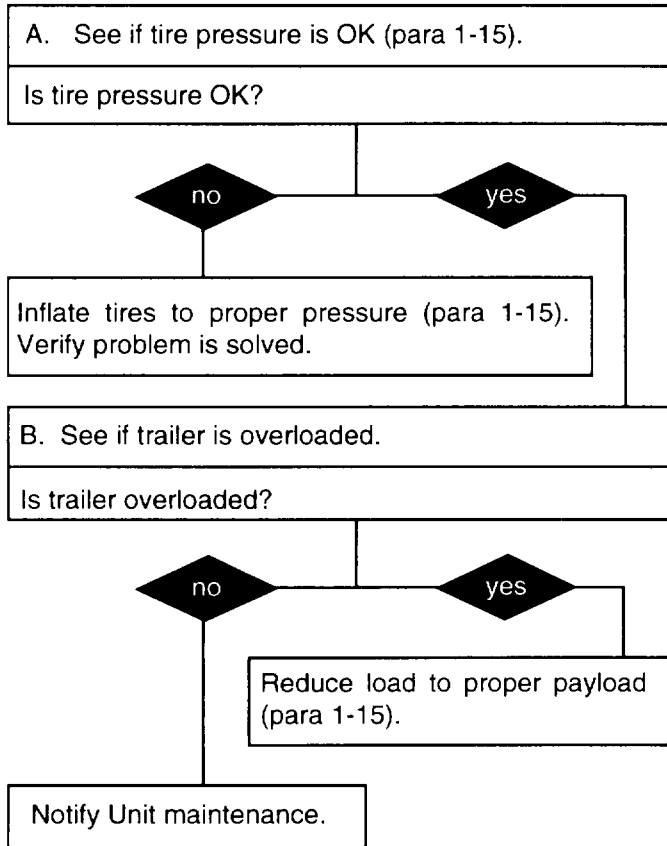 A. See if tire pressure is OK (para 1-15).
Is tire pressure OK?
no
yes
Inflate tires to proper pressure (para 1-15).
Verify problem is solved.
B. See if trailer is overloaded.
Is trailer overloaded?
no
yes
Reduce load to proper payload
(para 1-15).
Notify Unit maintenance.